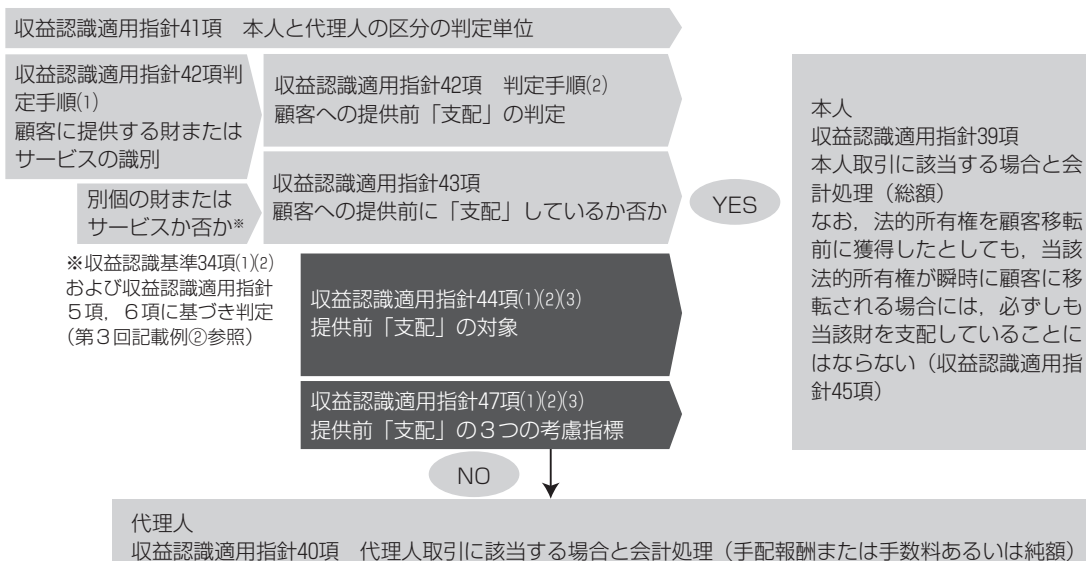 収益認識適用指針41項　本人と代理人の区分の判定単位
収益認識適用指針42項判
定手順⑴
顧客に提供する財または
サービスの識別
収益認識適用指針42項　判定手順⑵
顧客への提供前「支配」の判定
別個の財または
サービスか否か※
収益認識適用指針43項
顧客への提供前に「支配」しているか否か
YES
※収益認識基準34項⑴⑵
および収益認識適用指針
５項，６項に基づき判定
（第３回記載例②参照）
収益認識適用指針44項⑴⑵⑶
提供前「支配」の対象
収益認識適用指針47項⑴⑵⑶
提供前「支配」の３つの考慮指標
NO
本人
収益認識適用指針39項
本人取引に該当する場合と会
計処理（総額）
なお，法的所有権を顧客移転
前に獲得したとしても，当該
法的所有権が瞬時に顧客に移
転される場合には，必ずしも
当該財を支配していることに
はならない（収益認識適用指
針45項）
代理人
収益認識適用指針40項　代理人取引に該当する場合と会計処理（手配報酬または手数料あるいは純額）